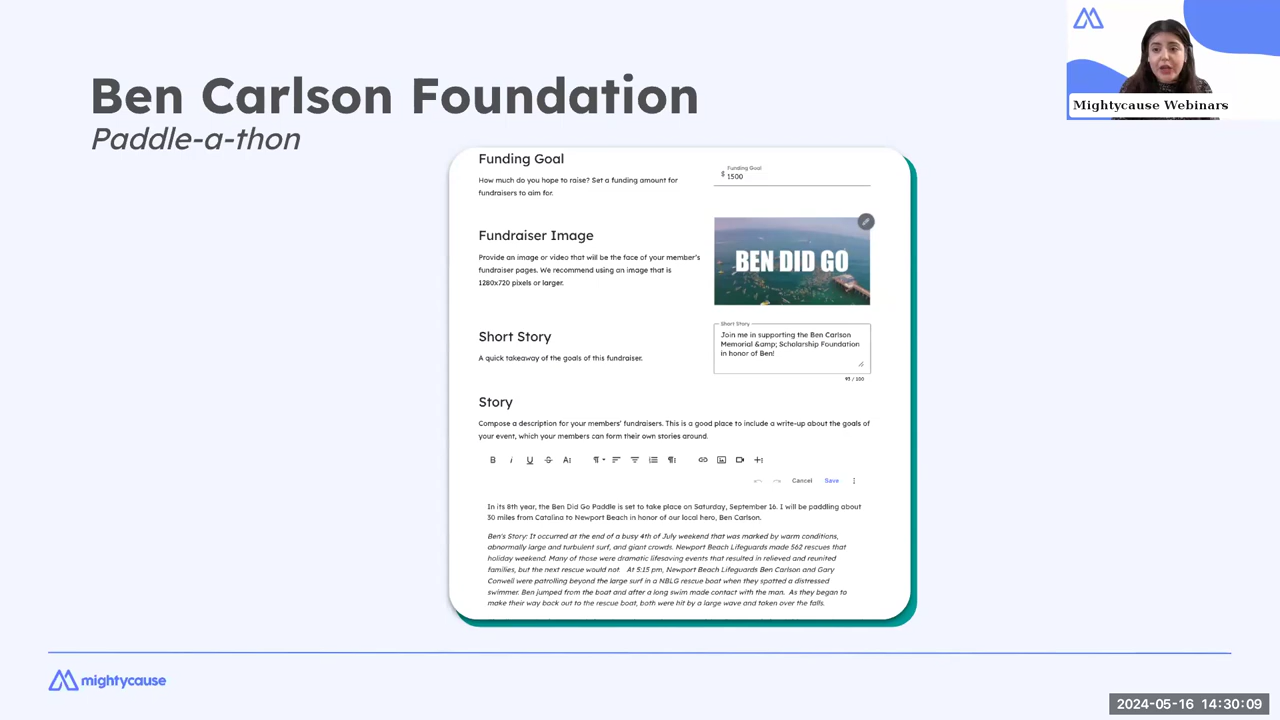 Ben Carlson Foundation
Paddle-a-thon
Mightycause Webinars
Funding Goal
How much do you hope to raise? Set a funding amount for
fundraisers to aim for.
Funding Goal
$ 1500
Fundraiser Image
Provide an image or video that will be the face of your member's
fundraiser pages. We recommend using an image that is
1280x720 pixels or larger.
BEN DID GO
Short Story
A quick takeaway of the goals of this fundraiser.
Short Story
Join me in supporting the Ben Carlson
Memorial &amp; Scholarship Foundation
in honor of Ben!
93 / 100
Story
Compose a description for your members' fundraisers. This is a good place to include a write-up about the goals of
your event, which your members can form their own stories around.
Cancel Save
In its 8th year, the Ben Did Go Paddle is set to take place on Saturday, September 16. I will be paddling about
30 miles from Catalina to Newport Beach in honor of our local hero, Ben Carlson.
Ben's Story: It occurred at the end of a busy 4th of July weekend that was marked by warm conditions,
abnormally large and turbulent surf, and giant crowds. Newport Beach Lifeguards made 562 rescues that
holiday weekend. Many of those were dramatic lifesaving events that resulted in relieved and reunited
families, but the next rescue would not. At 5:15 pm, Newport Beach Lifeguards Ben Carlson and Gary
Conwell were patrolling beyond the large surf in a NBLG rescue boat when they spotted a distressed
swimmer. Ben jumped from the boat and after a long swim made contact with the man. As they began to
make their way back out to the rescue boat, both were hit by a large wave and taken over the falls.
mightycause
2024-05-16 14:30:09